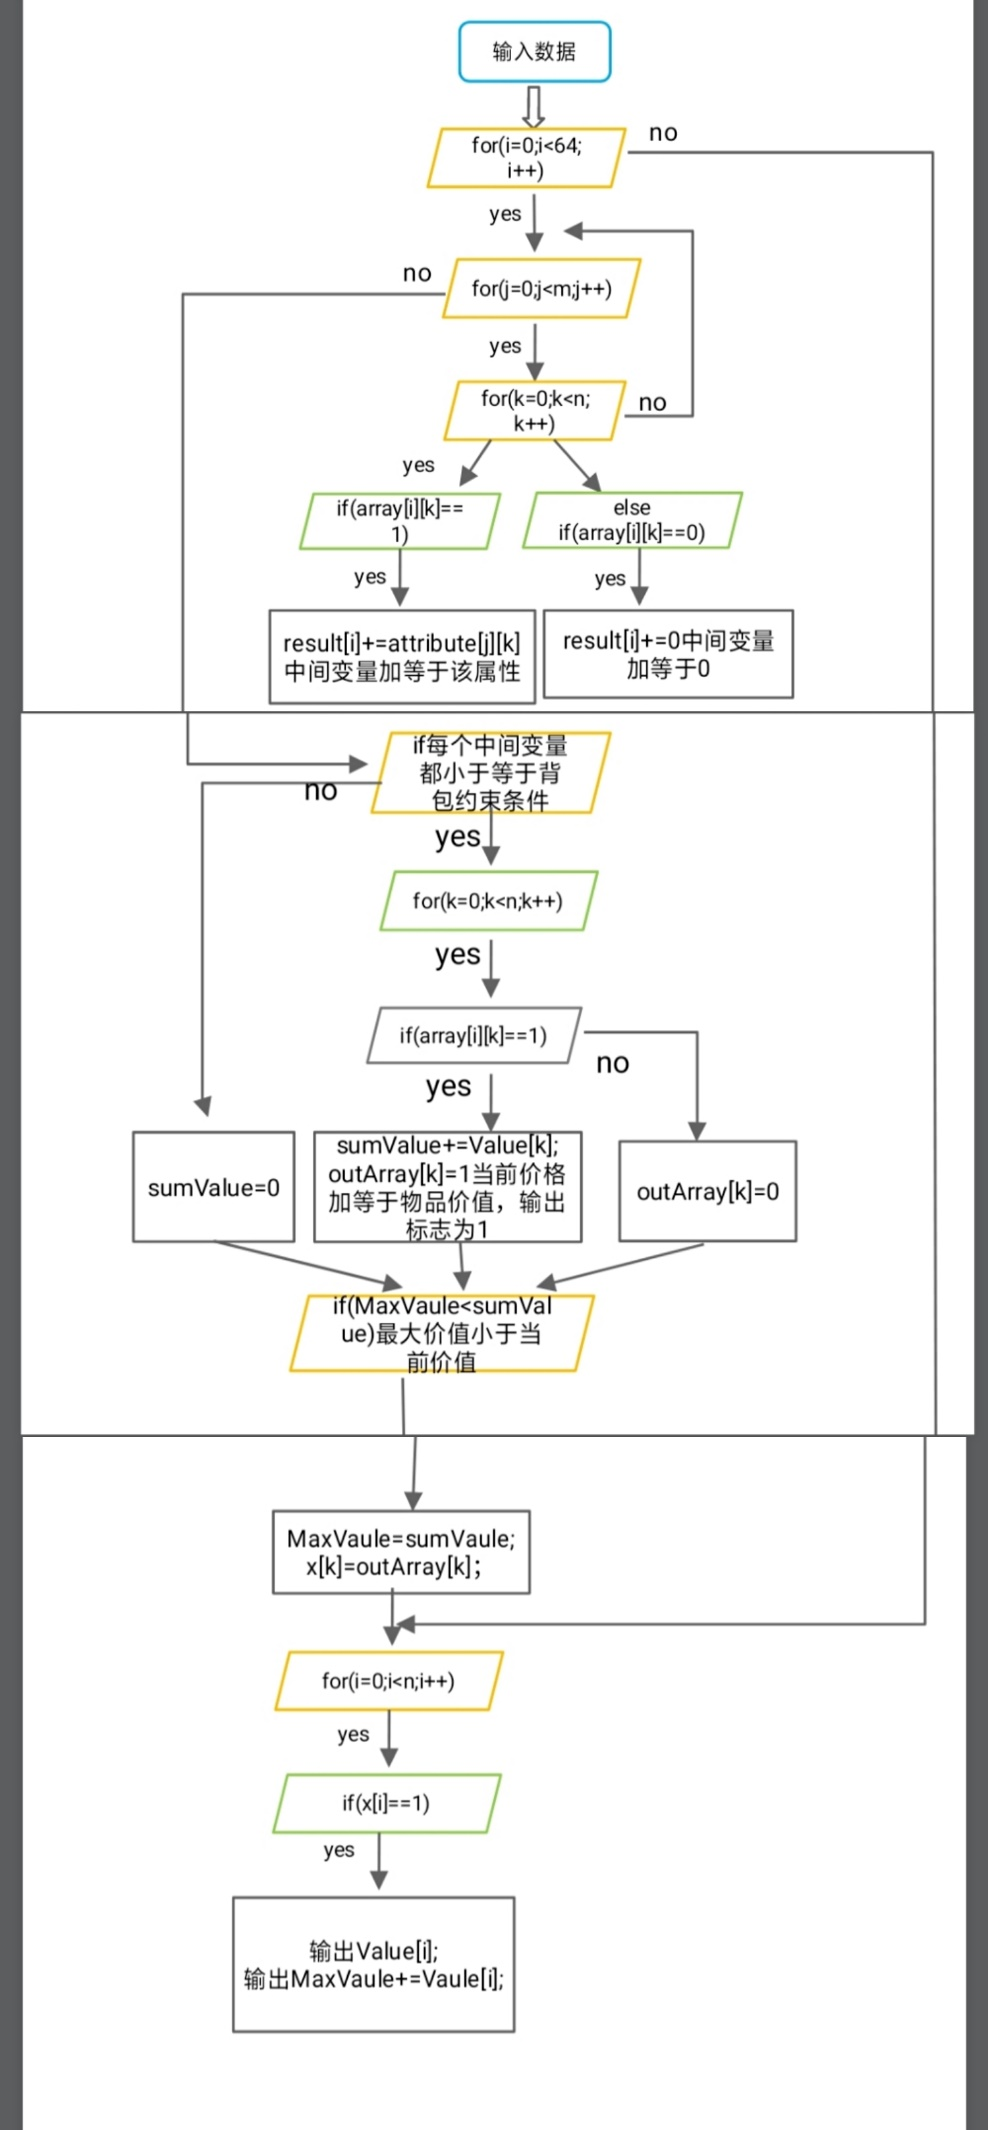 输入数据
no
for(i=0;i<64;
i++)
yes
no
for(j=0;j<m;j++)
yes
for(k=0;k<n;
k++)
no
yes
if(array[i][k]==
1)
else
if(array[i][k]==0)
yes
yes
result[i]+=attribute[j][k]
中间变量加等于该属性
result[i]+=0中间变量
加等于0
if每个中间变量
都小于等于背
包约束条件
no
yes
for(k=0;k<n;k++)
yes
if(array[i][k]==1)
no
yes
sumValue=0
sumValue+=Value[k];
outArray[k]=1当前价格
加等于物品价值，输出
标志为1
outArray[k]=0
if(MaxVaule<sumVal
ue)最大价值小于当
前价值
MaxVaule=sumVaule;
x[k]=outArray[k]；
for(i=0;i<n;i++)
yes
if(x[i]==1)
yes
输出Value[i];
输出MaxVaule+=Vaule[i];